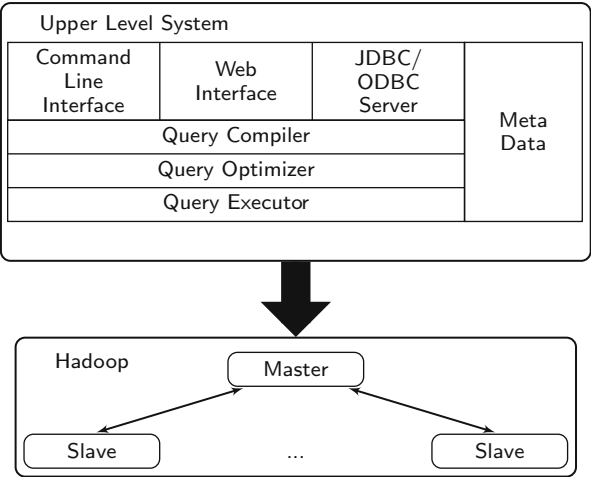 Upper Level System
Command
Line
Interface
Web
Interface
JDBC/
ODBC
Server
Meta
Data
Query Compiler
Query Optimizer
Query Executor
Hadoop
Master
Slave
...
Slave